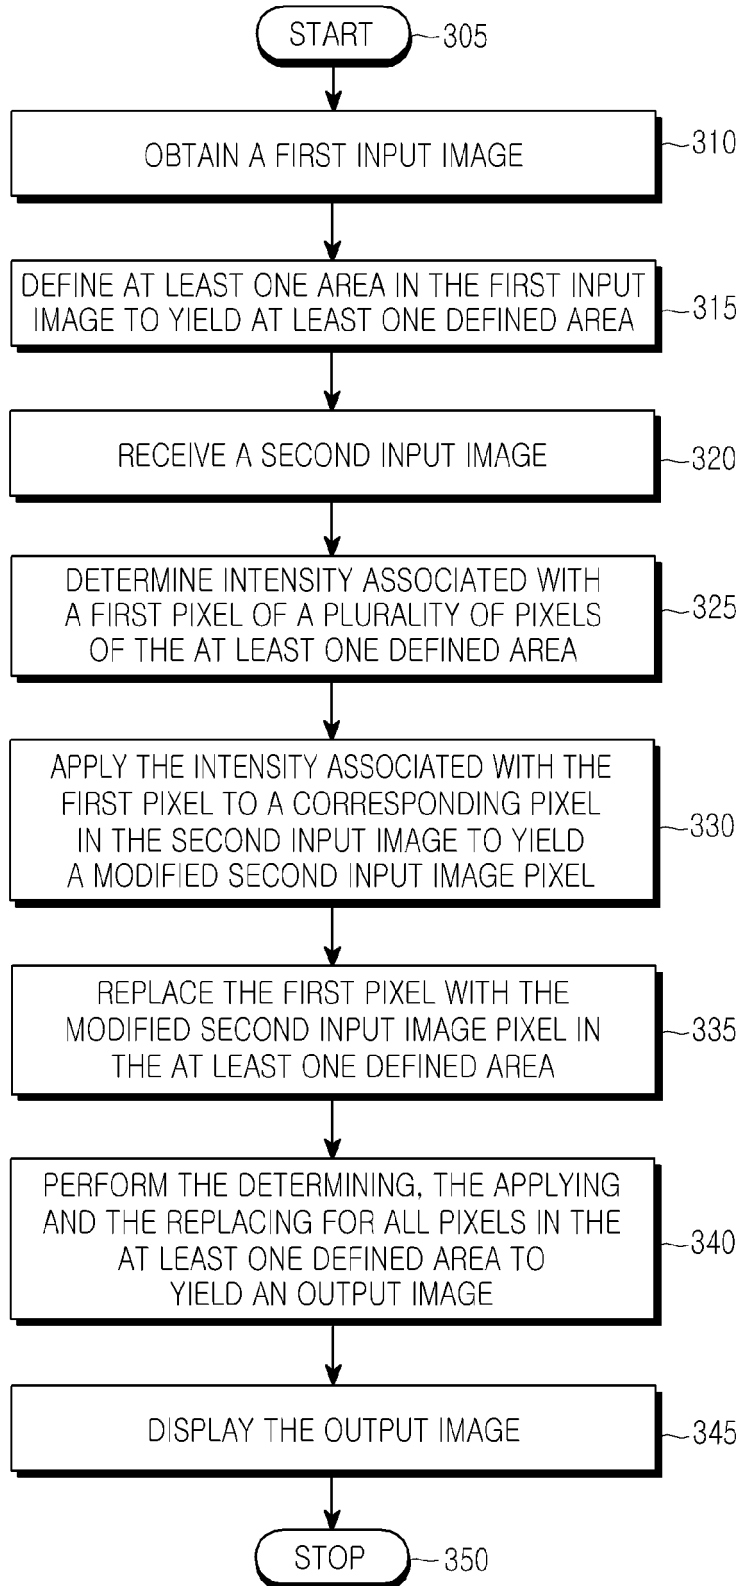 START
305
OBTAIN A FIRST INPUT IMAGE
310
DEFINE AT LEAST ONE AREA IN THE FIRST INPUT
IMAGE TO YIELD AT LEAST ONE DEFINED AREA
315
RECEIVE A SECOND INPUT IMAGE
320
DETERMINE INTENSITY ASSOCIATED WITH
A FIRST PIXEL OF A PLURALITY OF PIXELS
OF THE AT LEAST ONE DEFINED AREA
325
APPLY THE INTENSITY ASSOCIATED WITH THE
FIRST PIXEL TO A CORRESPONDING PIXEL
IN THE SECOND INPUT IMAGE TO YIELD
A MODIFIED SECOND INPUT IMAGE PIXEL
330
REPLACE THE FIRST PIXEL WITH THE
MODIFIED SECOND INPUT IMAGE PIXEL IN
THE AT LEAST ONE DEFINED AREA
335
PERFORM THE DETERMINING, THE APPLYING
AND THE REPLACING FOR ALL PIXELS IN THE
AT LEAST ONE DEFINED AREA TO
YIELD AN OUTPUT IMAGE
340
DISPLAY THE OUTPUT IMAGE
345
STOP
350